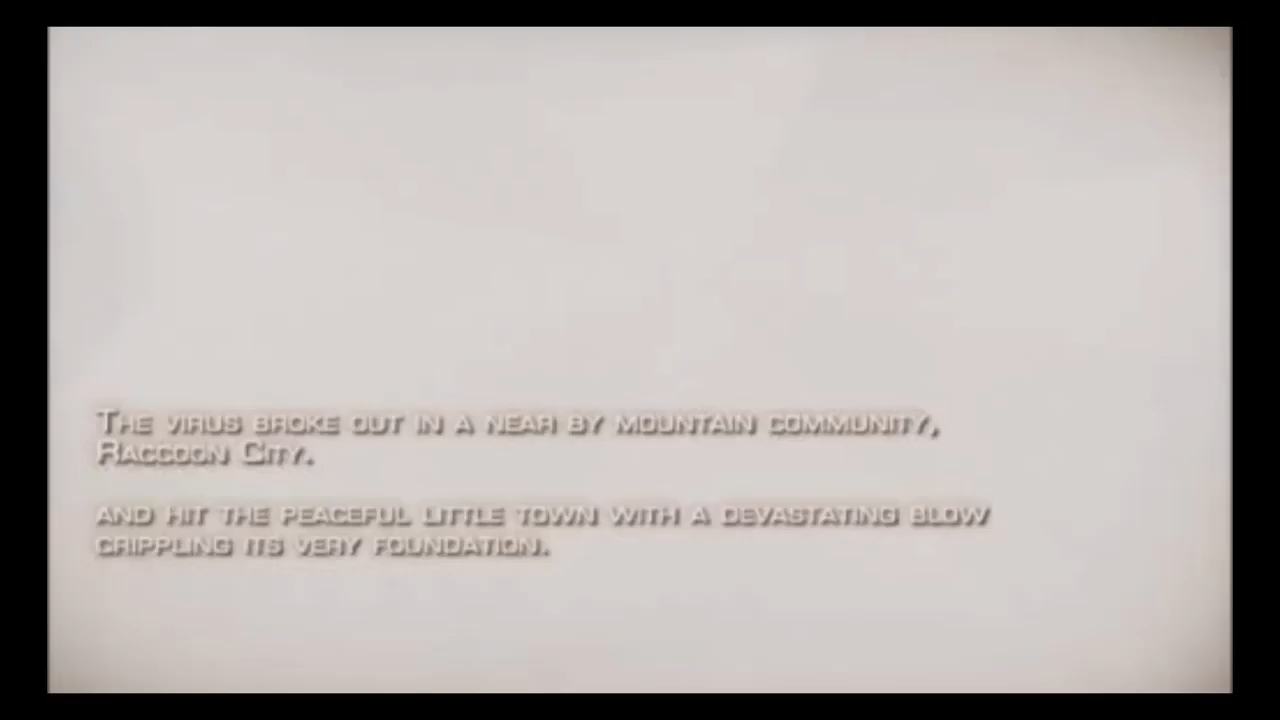 The virus broke out in a near by mountain community,
Raccoon City.
and hit the peaceful little town with a devastating blow
crippling its very foundation.